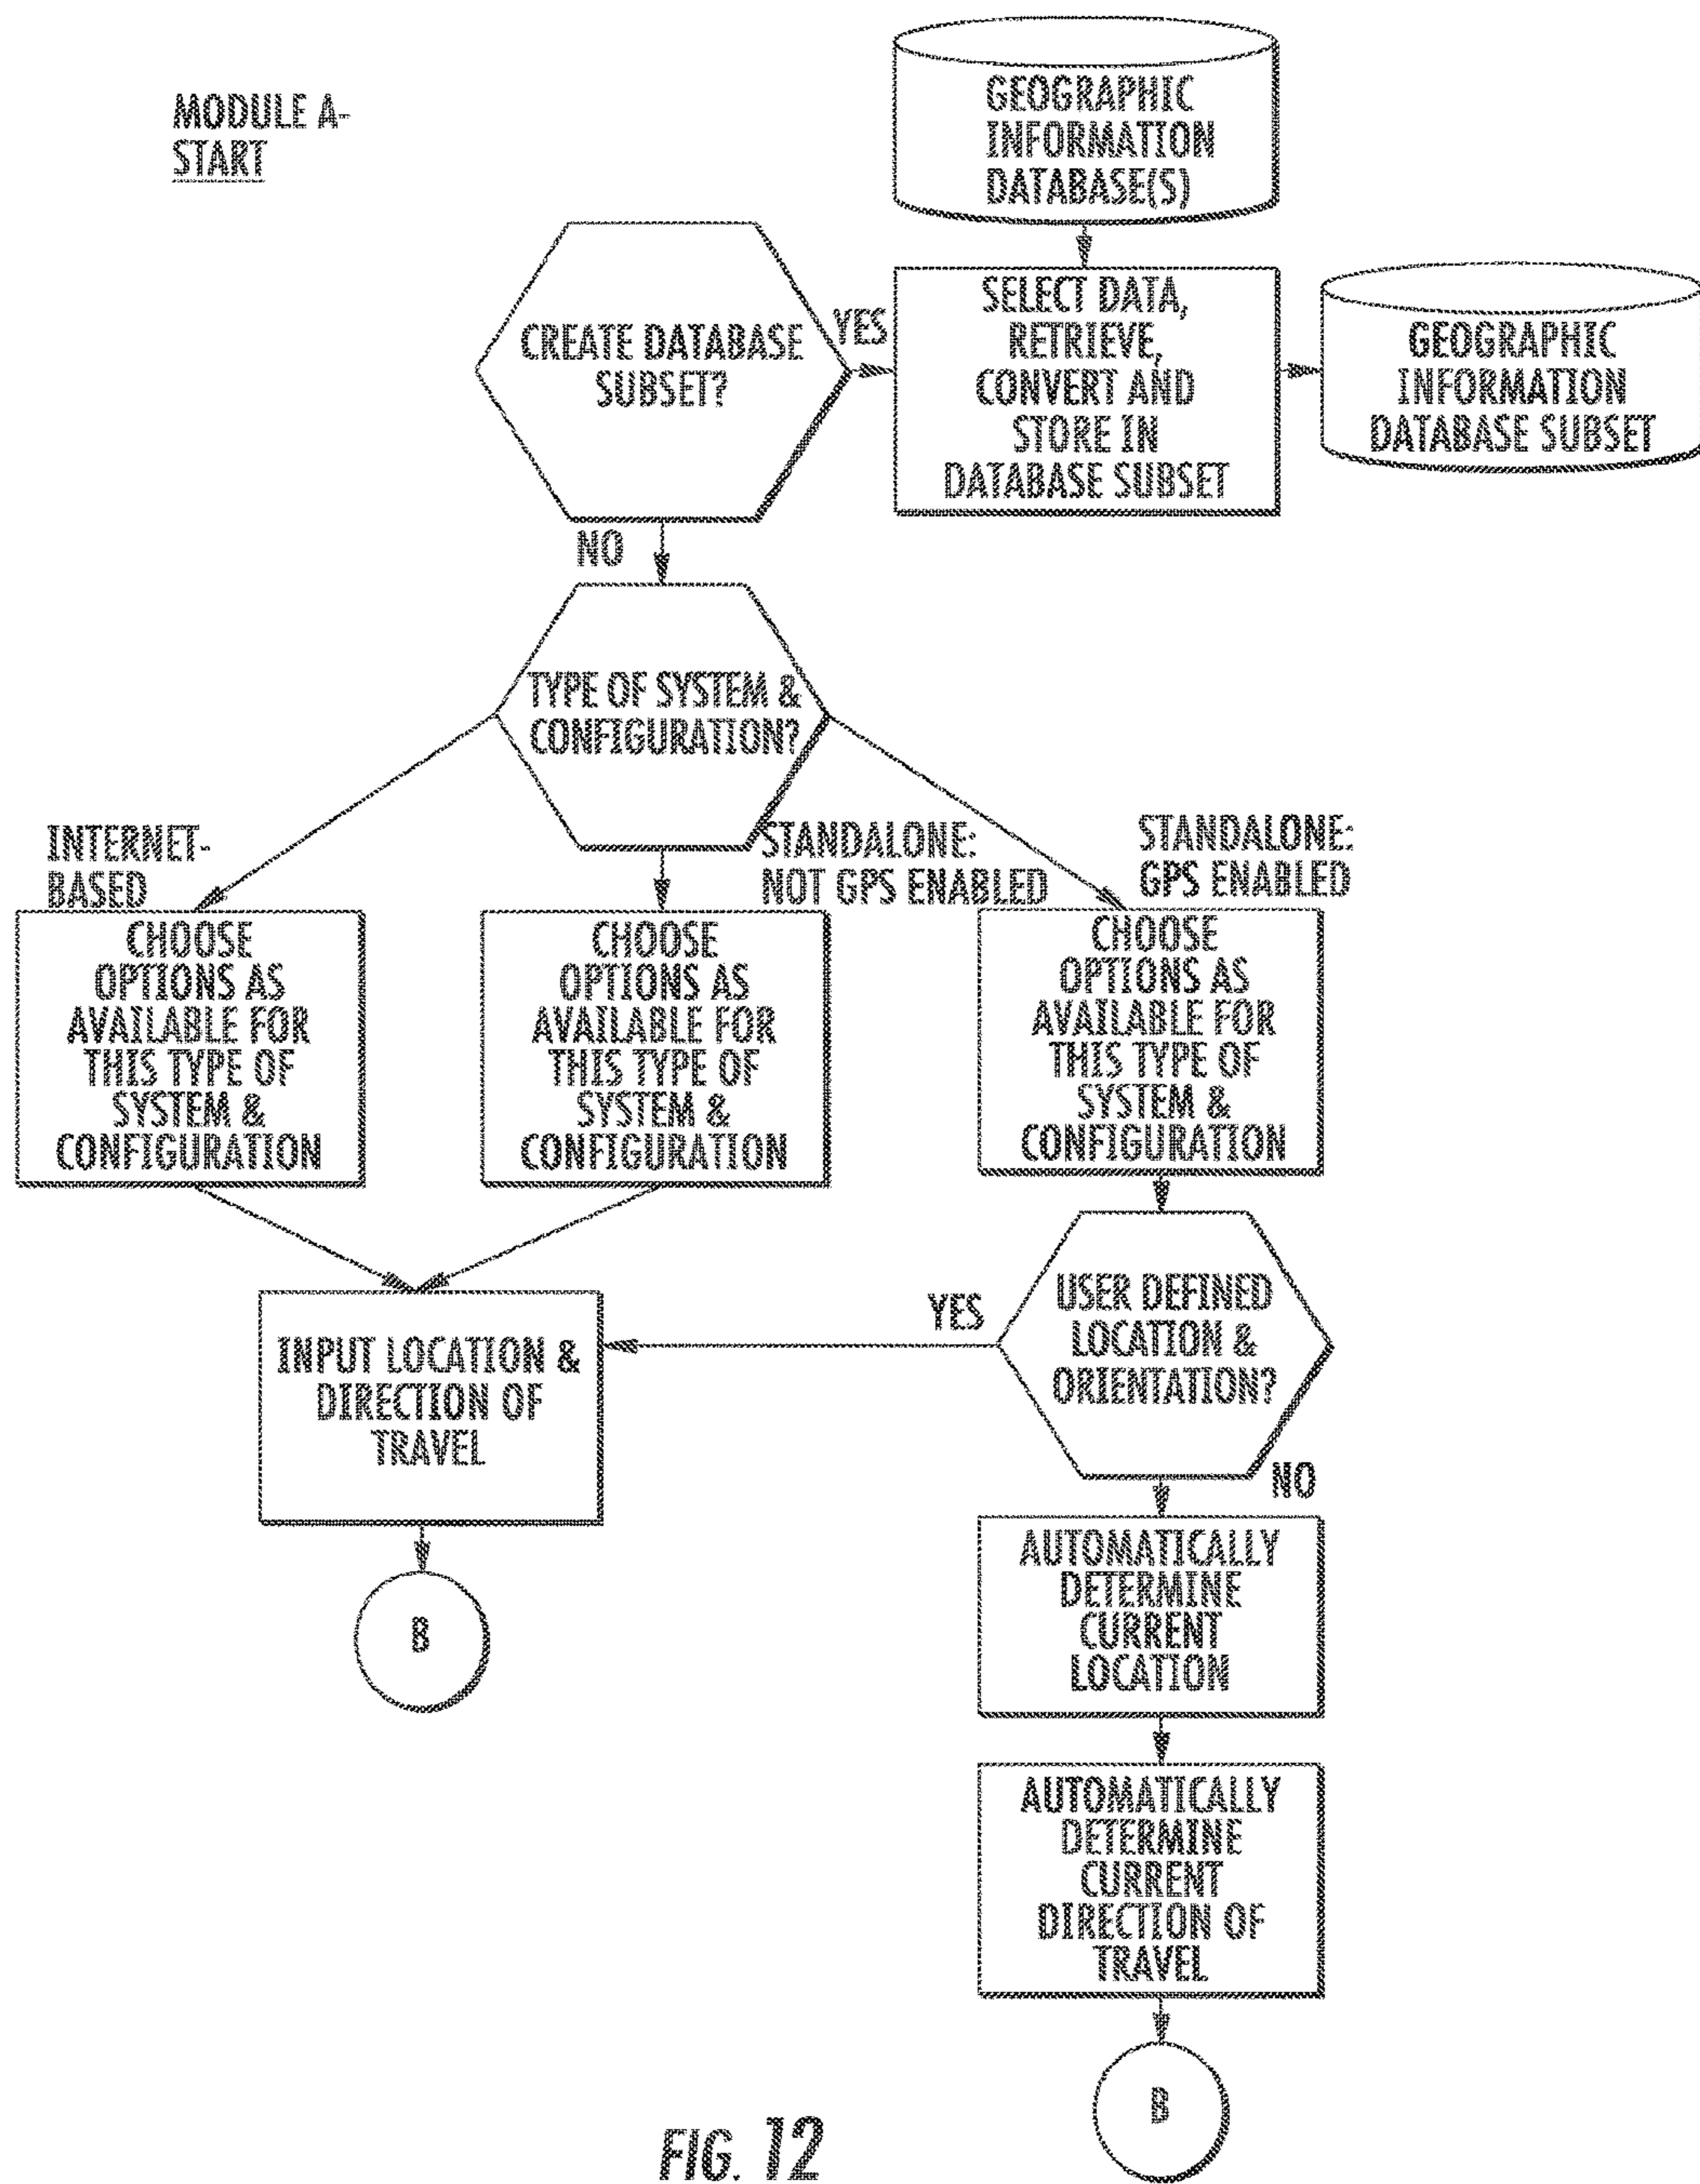 MODULE A-
START
GEOGRAPHIC
INFORMATION
DATABASE(S)
CREATE DATABASE
SUBSET?
YES
SELECT DATA,
RETRIEVE,
CONVERT AND
STORE IN
DATABASE SUBSET
GEOGRAPHIC
INFORMATION
DATABASE SUBSET
NO
TYPE OF SYSTEM &
CONFIGURATION?
INTERNET-
BASED
STANDALONE:
NOT GPS ENABLED
STANDALONE:
GPS ENABLED
CHOOSE
OPTIONS AS
AVAILABLE FOR
THIS TYPE OF
SYSTEM &
CONFIGURATION
CHOOSE
OPTIONS AS
AVAILABLE FOR
THIS TYPE OF
SYSTEM &
CONFIGURATION
CHOOSE
OPTIONS AS
AVAILABLE FOR
THIS TYPE OF
SYSTEM &
CONFIGURATION
INPUT LOCATION &
DIRECTION OF
TRAVEL
YES
USER DEFINED
LOCATION &
ORIENTATION?
NO
B
AUTOMATICALLY
DETERMINE
CURRENT
LOCATION
AUTOMATICALLY
DETERMINE
CURRENT
DIRECTION OF
TRAVEL
B
FIG. 12